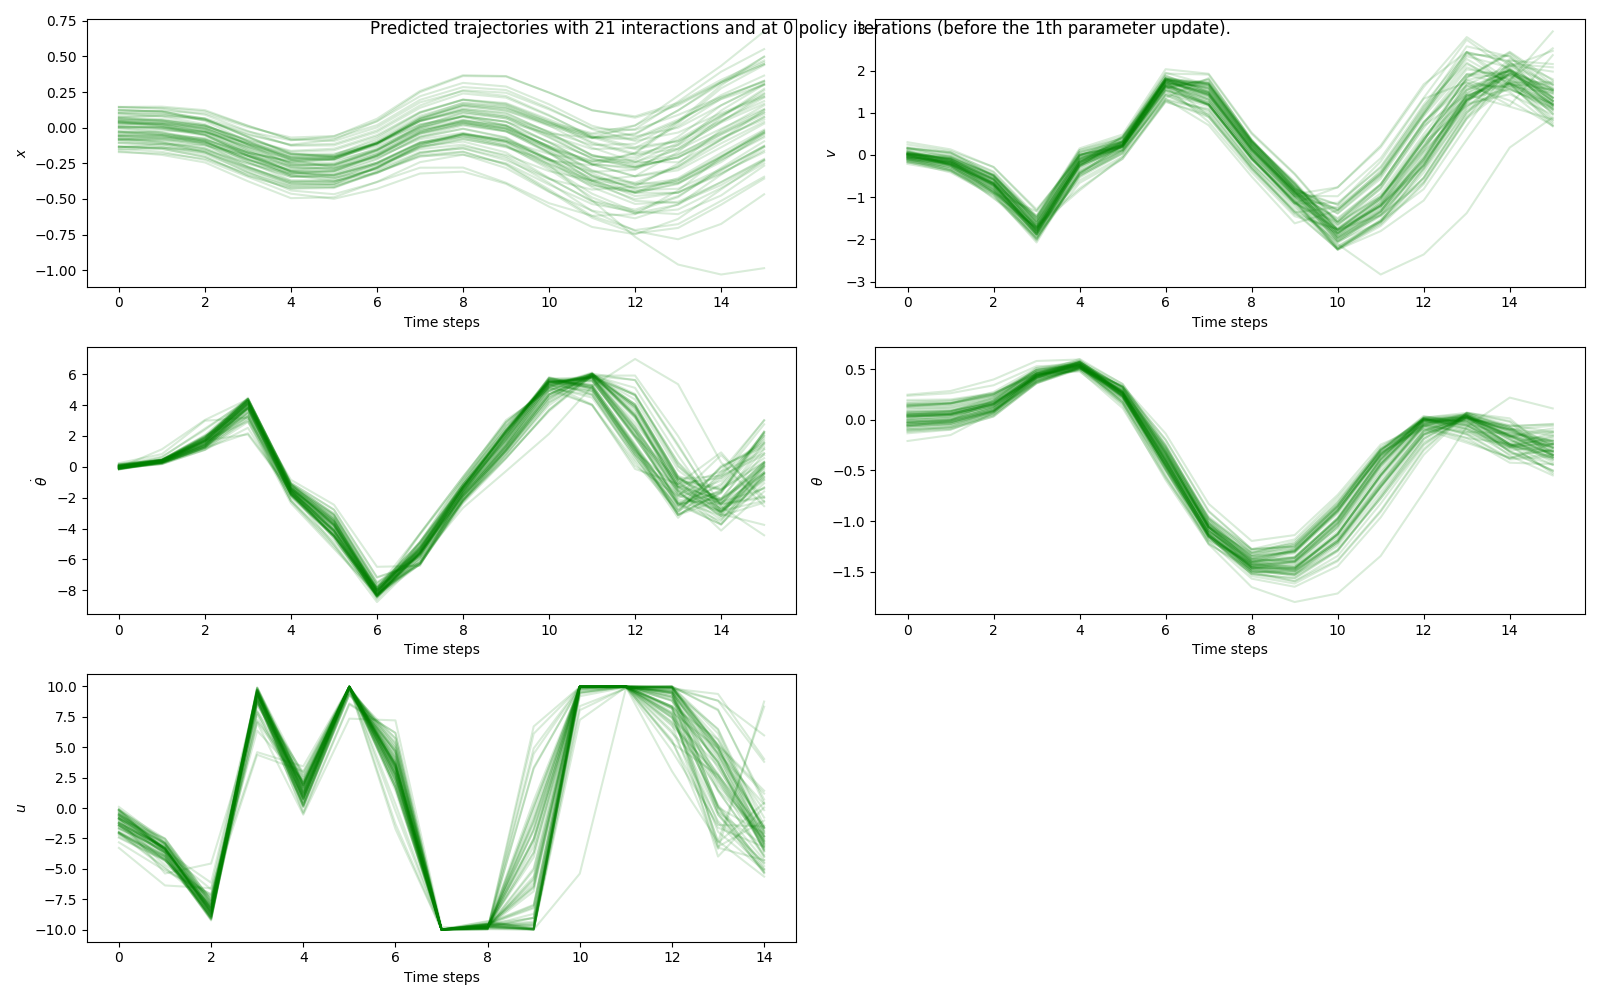 Predicted trajectories with 21 interactions and at 0 policy iterations (before the 1th parameter update).
0.75
0.50
0.25
0.00
−0.25
−0.50
−0.75
−1.00
x
0 2 4 6 8 10 12 14
Time steps
3
2
1
0
−1
−2
−3
v
0 2 4 6 8 10 12 14
Time steps
6
4
2
0
−2
−4
−6
−8
θ̇
0 2 4 6 8 10 12 14
Time steps
0.5
0.0
−0.5
−1.0
−1.5
θ
0 2 4 6 8 10 12 14
Time steps
10.0
7.5
5.0
2.5
0.0
−2.5
−5.0
−7.5
−10.0
u
0 2 4 6 8 10 12 14
Time steps